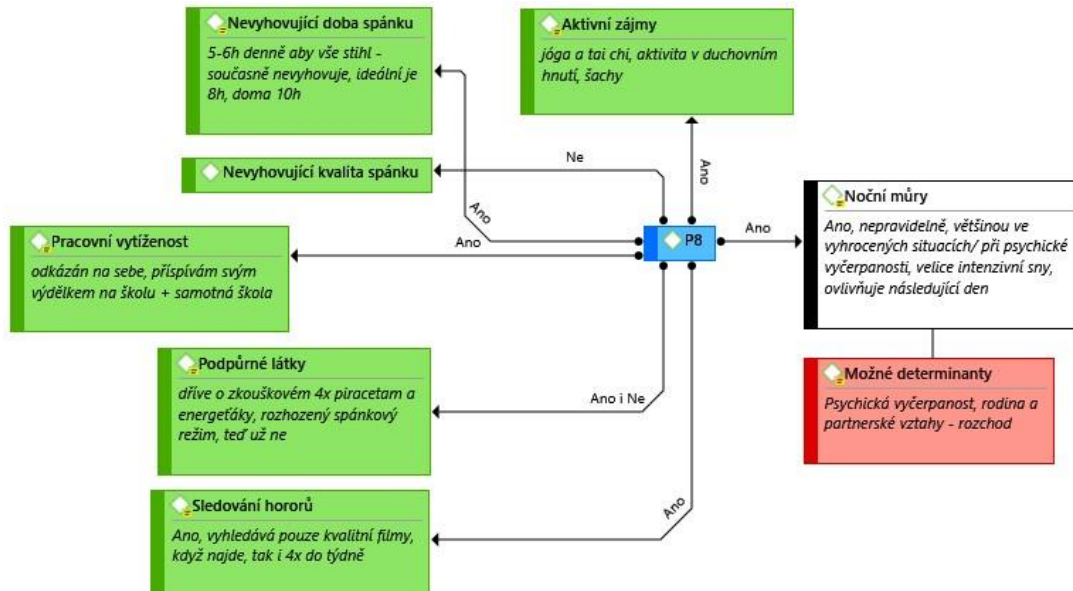 Nevyhovující doba spánku
5-6h denně aby vše stihl -
současně nevyhovuje, ideální je
8h, doma 10h
Aktivní zájmy
jóga a tai chi, aktivita v duchovním
hnutí, šachy
Ne
Nevyhovující kvalita spánku
Ano
Noční můry
Ano, nepravidelně, většinou ve
vyhrocených situacích/ při psychické
vyčerpanosti, velice intenzivní sny,
ovlivňuje následující den
Ano
Ano
P8
Ano
Pracovní vytíženost
odkázán na sebe, přispívám svým
výdělkem na školu + samotná škola
Podpůrné látky
dříve o zkouškovém 4x piracetam a
energeťáky, rozhozený spánkový
režim, teď už ne
Ano i Ne
Možné determinanty
Psychická vyčerpanost, rodina a
partnerské vztahy - rozchod
Sledování hororů
Ano, vyhledává pouze kvalitní filmy,
když najde, tak i 4x do týdně
Ano